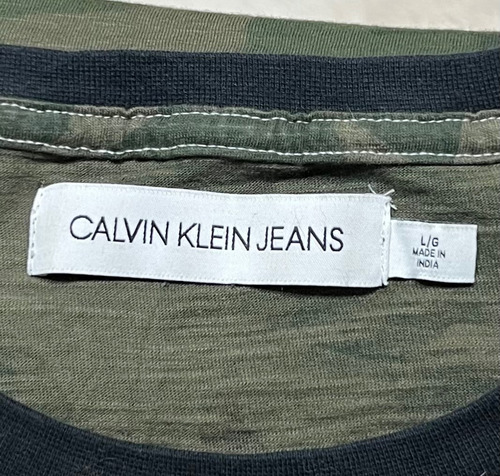 CALVIN KLEIN JEANS
L/G
MADE IN
INDIA